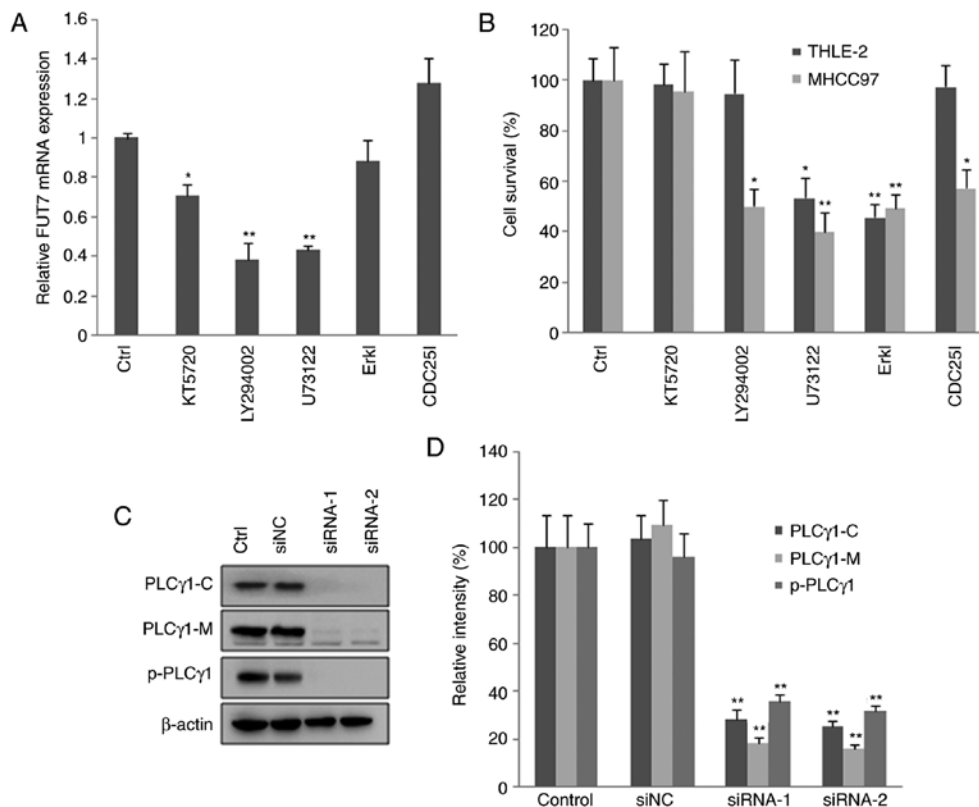 A
Relative FUT7 mRNA expression
1.6
1.4
1.2
1
0.8
0.6
0.4
0.2
0
*
**
**
Ctrl
KT5720
LY294002
U73122
ErkI
CDC25I
B
Cell survival (%)
120
100
80
60
40
20
0
THLE-2
MHCC97
*
*
**
**
**
*
Ctrl
KT5720
LY294002
U73122
ErkI
CDC25I
C
Ctrl
siNC
siRNA-1
siRNA-2
PLCγ1-C
PLCγ1-M
p-PLCγ1
β-actin
D
Relative intensity (%)
140
120
100
80
60
40
20
0
PLCγ1-C
PLCγ1-M
p-PLCγ1
**
**
**
**
**
**
Control
siNC
siRNA-1
siRNA-2